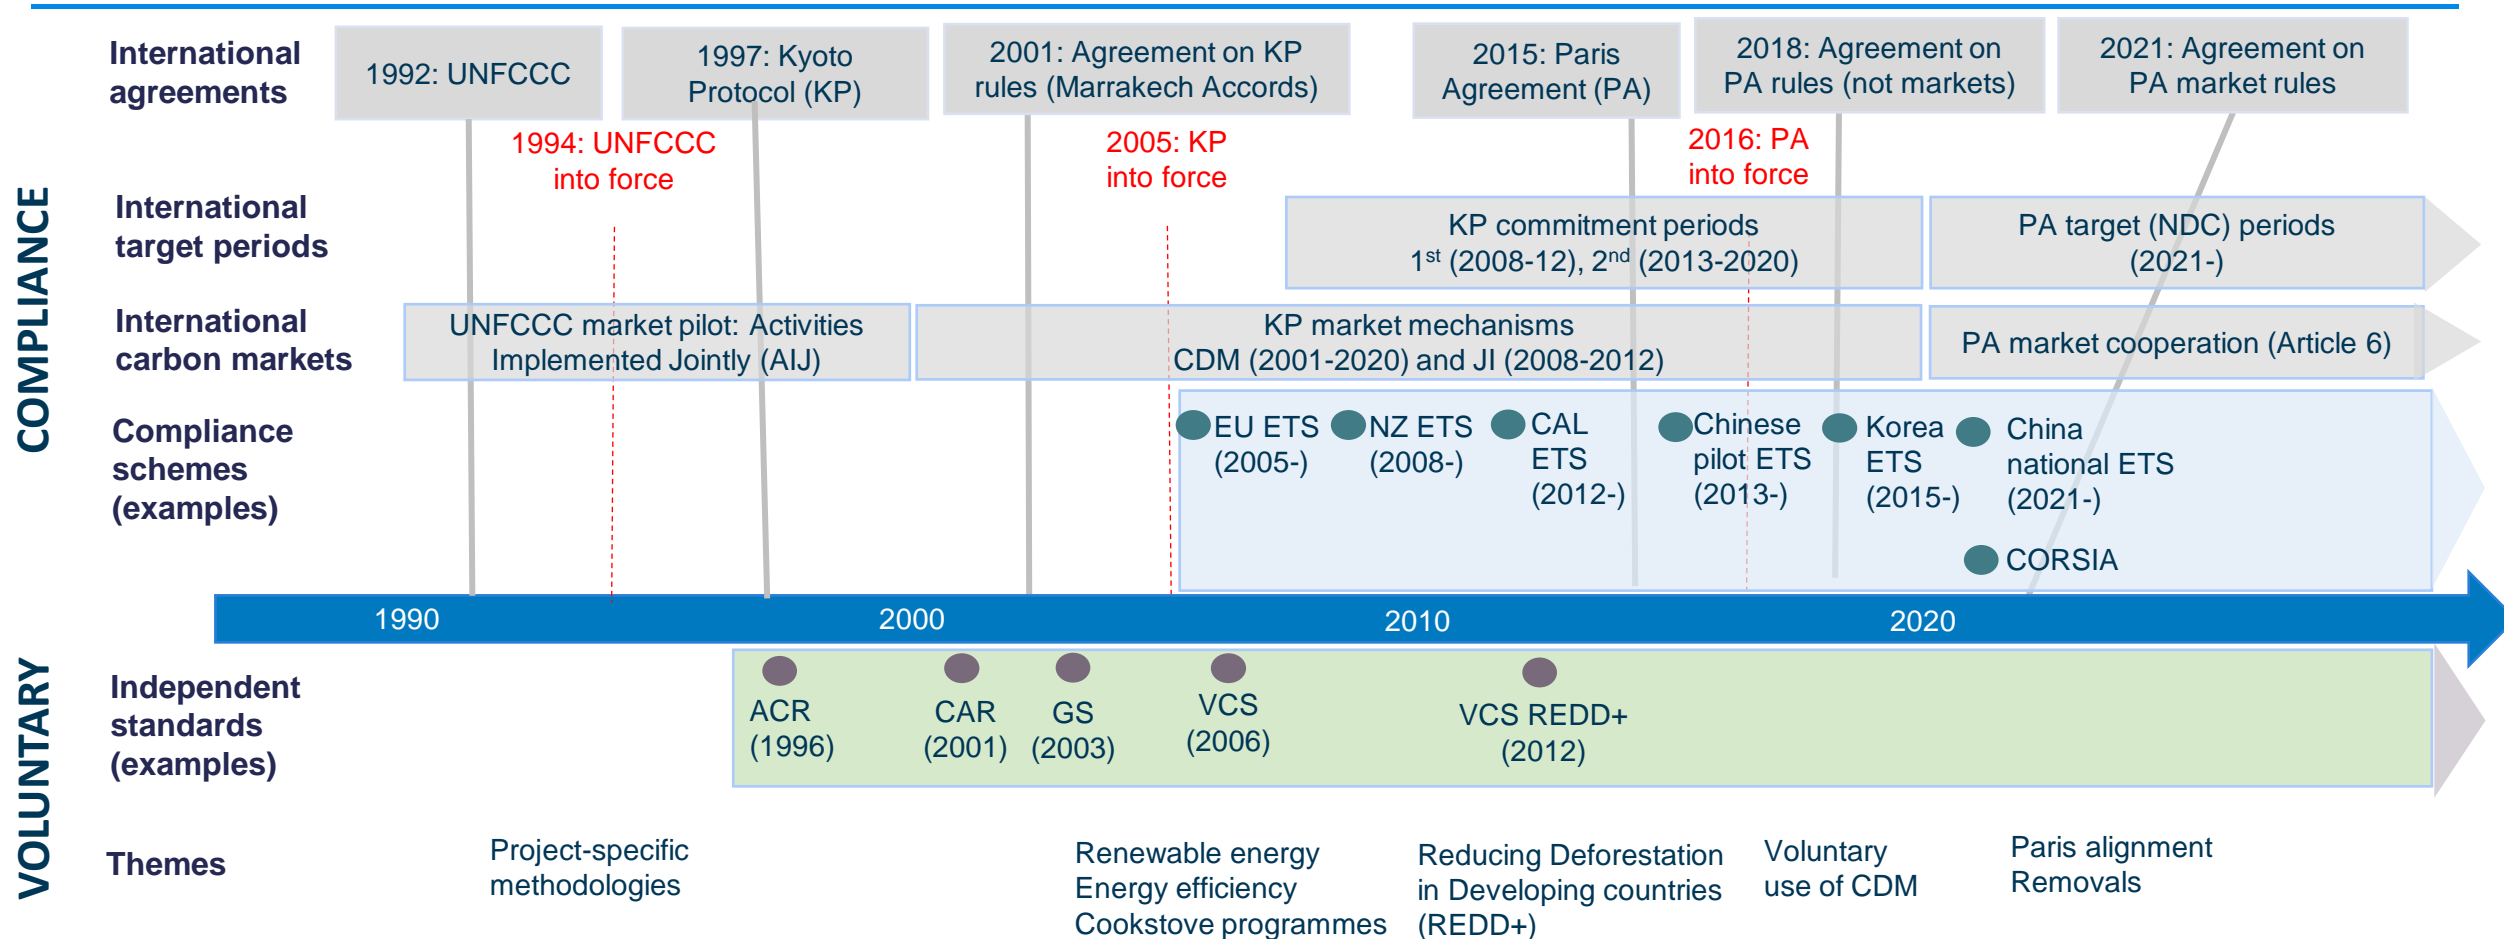 International
agreements
1992: UNFCCC
1997: Kyoto
Protocol (KP)
2001: Agreement on KP
rules (Marrakech Accords)
2015: Paris
Agreement (PA)
2018: Agreement on
PA rules (not markets)
2021: Agreement on
PA market rules
1994: UNFCCC
into force
2005: KP
into force
2016: PA
into force
COMPLIANCE
International
target periods
KP commitment periods
1st (2008-12), 2nd (2013-2020)
PA target (NDC) periods
(2021-)
International
carbon markets
UNFCCC market pilot: Activities
Implemented Jointly (AIJ)
KP market mechanisms
CDM (2001-2020) and JI (2008-2012)
PA market cooperation (Article 6)
Compliance
schemes
(examples)
EU ETS
(2005-)
NZ ETS
(2008-)
CAL
ETS
(2012-)
Chinese
pilot ETS
(2013-)
Korea
ETS
(2015-)
China
national ETS
(2021-)
CORSIA
1990
2000
2010
2020
VOLUNTARY
Independent
standards
(examples)
ACR
(1996)
CAR
(2001)
GS
(2003)
VCS
(2006)
VCS REDD+
(2012)
Themes
Project-specific
methodologies
Renewable energy
Energy efficiency
Cookstove programmes
Reducing Deforestation
in Developing countries
(REDD+)
Voluntary
use of CDM
Paris alignment
Removals